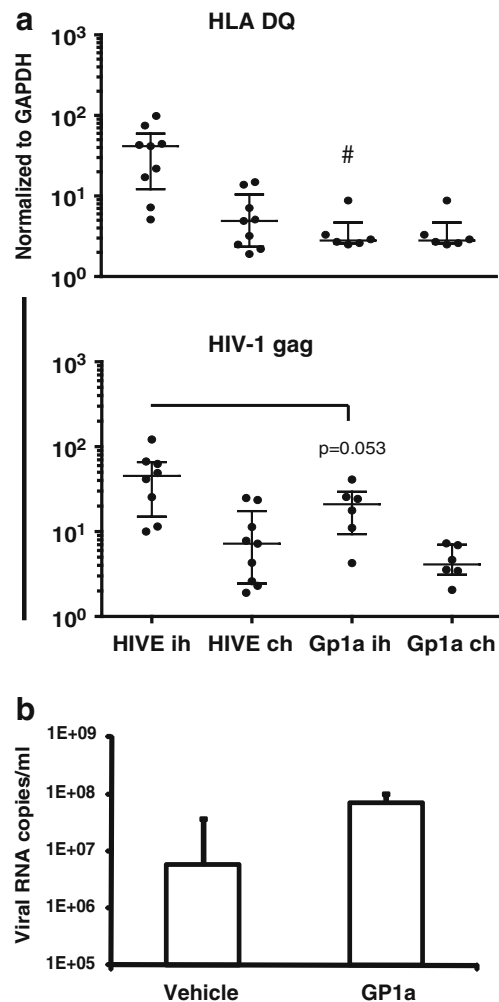 a
HLA DQ
Normalized to GAPDH
10³
10²
10¹
10⁰
#
HIV-1 gag
10³
10²
10¹
10⁰
p=0.053
HIVE ih HIVE ch Gp1a ih Gp1a ch
b
Viral RNA copies/ml
1E+09
1E+08
1E+07
1E+06
1E+05
Vehicle GP1a